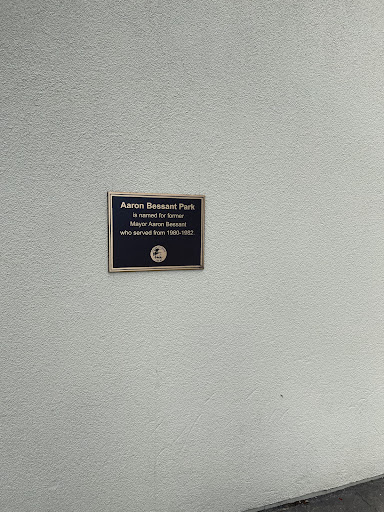 Aaron Bessant Park
is named for former
Mayor Aaron Bessant
who served from 1980-1982.